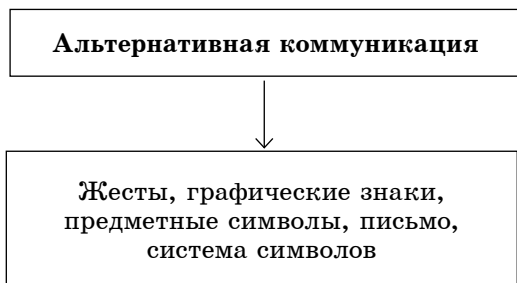 Альтернативная коммуникация
Жесты, графические знаки,
предметные символы, письмо,
система символов